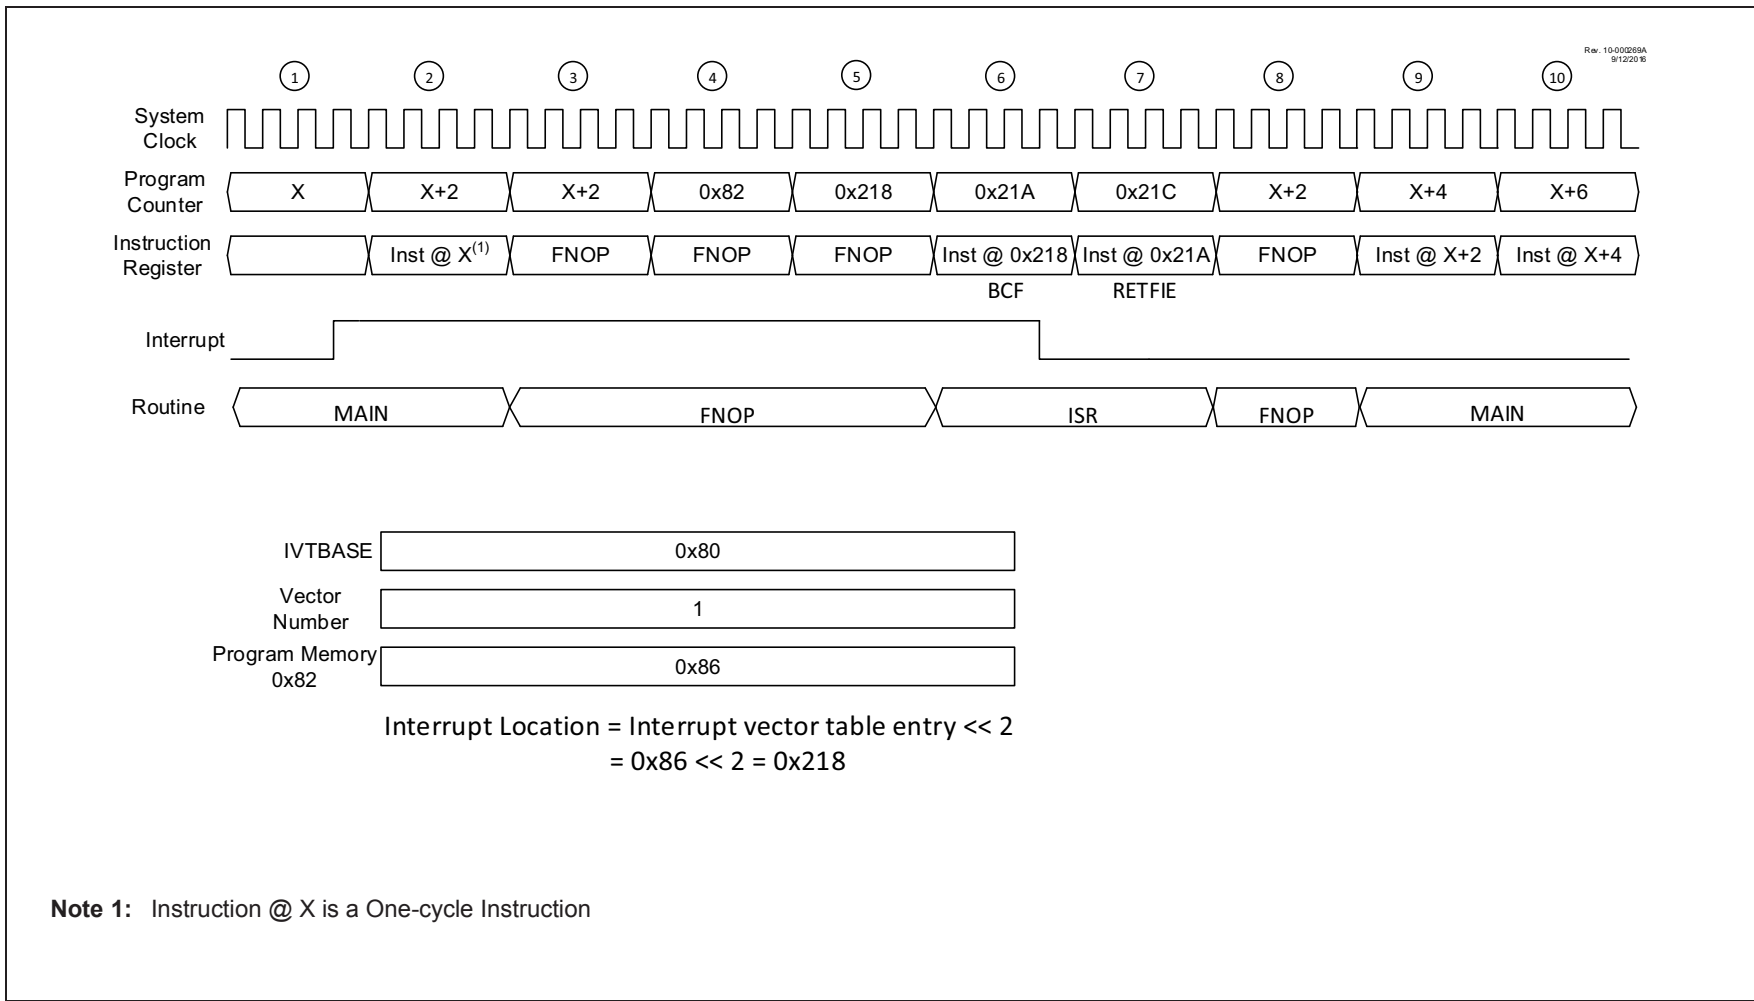 Rev. 10-000269A
9/12/2016
1 2 3 4 5 6 7 8 9 10
System
Clock
Program
Counter
X X+2 X+2 0x82 0x218 0x21A 0x21C X+2 X+4 X+6
Instruction
Register
Inst @ X(1) FNOP FNOP FNOP Inst @ 0x218 Inst @ 0x21A FNOP Inst @ X+2 Inst @ X+4
BCF RETFIE
Interrupt
Routine MAIN FNOP ISR FNOP MAIN
IVTBASE 0x80
Vector
Number
1
Program Memory
0x82
0x86
Interrupt Location = Interrupt vector table entry << 2
= 0x86 << 2 = 0x218
Note 1: Instruction @ X is a One-cycle Instruction